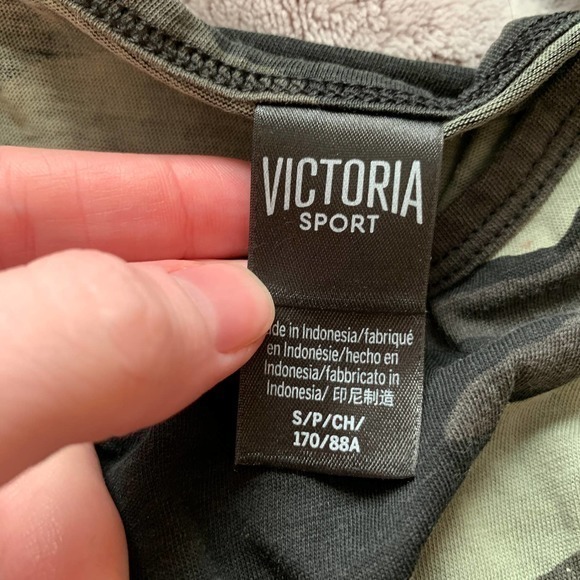 VICTORIA
SPORT
in Indonesia/fabriqué
en Indonésie/hecho en
Indonesia/fabbricato in
Indonesia/ 印尼制造
S/P/CH/
170/88A